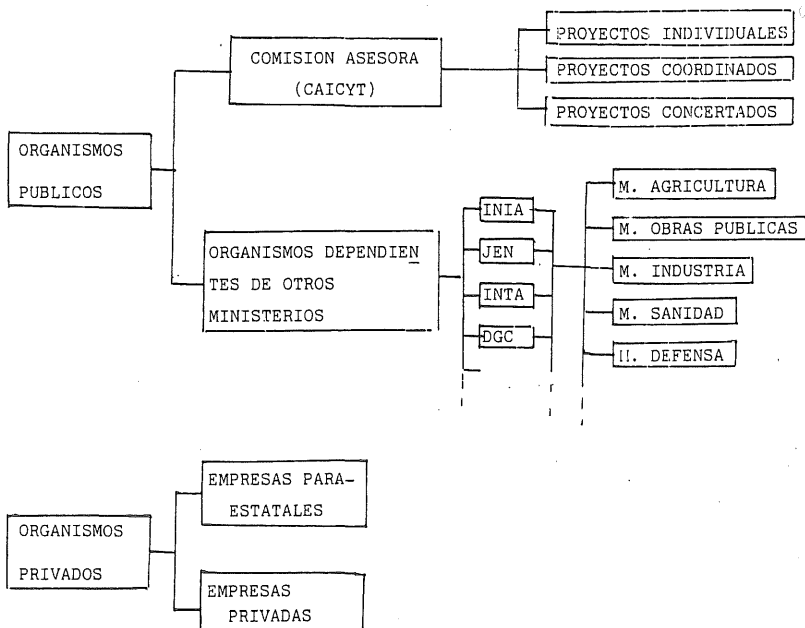 PROYECTOS INDIVIDUALES
COMISION ASESORA
(CAICYT)
PROYECTOS COORDINADOS
PROYECTOS CONCERTADOS
ORGANISMOS
PUBLICOS
ORGANISMOS DEPENDIEN
TES DE OTROS
MINISTERIOS
INIA
JEN
INTA
DGC
M. AGRICULTURA
M. OBRAS PUBLICAS
M. INDUSTRIA
M. SANIDAD
M. DEFENSA
ORGANISMOS
PRIVADOS
EMPRESAS PARA-
ESTATALES
EMPRESAS
PRIVADAS